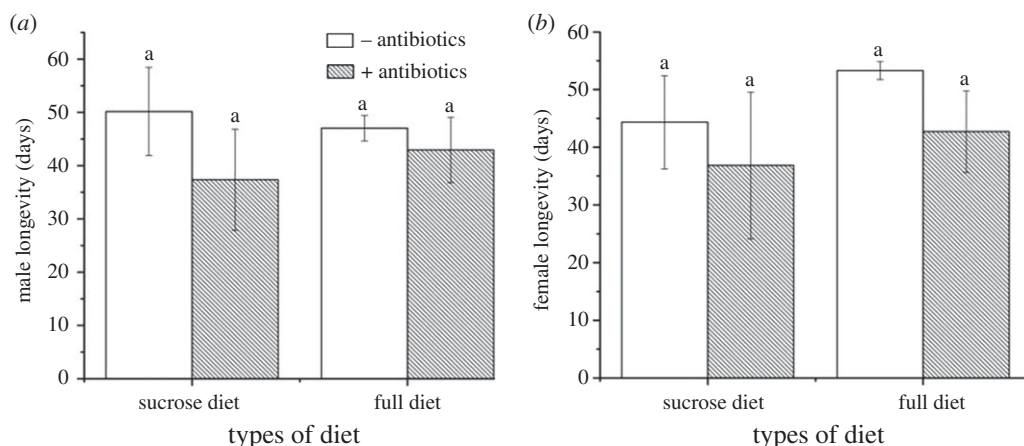 (a)
male longevity (days)
60
50
40
30
20
10
0
a
a
a
a
– antibiotics
+ antibiotics
sucrose diet
full diet
types of diet
(b)
female longevity (days)
60
50
40
30
20
10
0
a
a
a
a
sucrose diet
full diet
types of diet